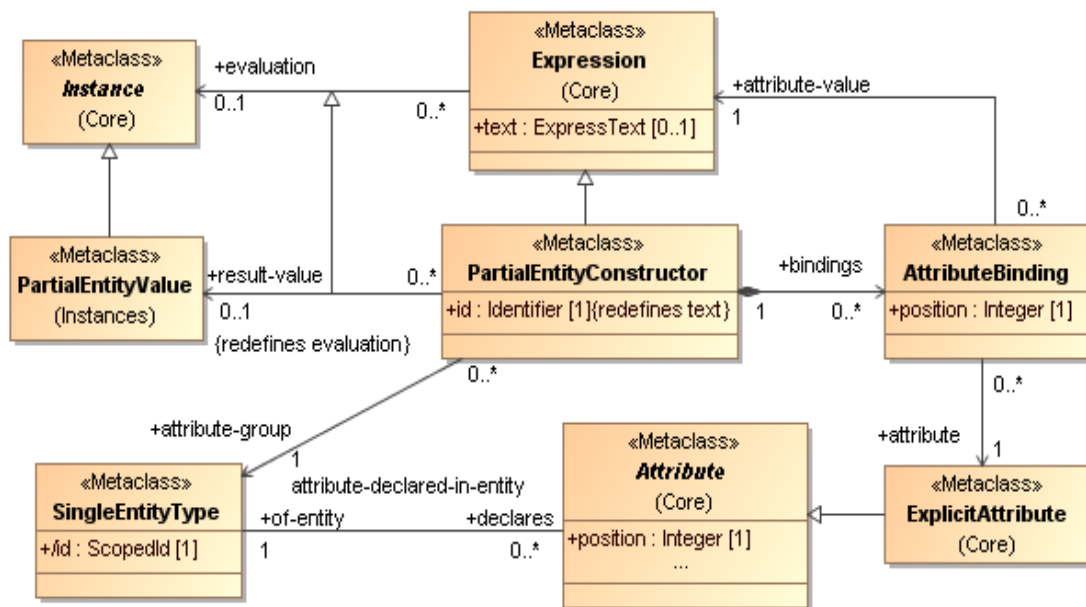 «Metaclass»
Instance
(Core)
+evaluation
0..1
0..*
«Metaclass»
Expression
(Core)
+text : ExpressText [0..1]
+attribute-value
1
0..*
«Metaclass»
PartialEntityValue
(Instances)
+result-value
0..1
{redefines evaluation}
0..*
«Metaclass»
PartialEntityConstructor
+id : Identifier [1]{redefines text}
+bindings
1
0..*
«Metaclass»
AttributeBinding
+position : Integer [1]
0..*
+attribute-group
1
0..*
+attribute
1
«Metaclass»
SingleEntityType
+/id : ScopedId [1]
attribute-declared-in-entity
+of-entity
+declares
1
0..*
«Metaclass»
Attribute
(Core)
+position : Integer [1]
...
«Metaclass»
ExplicitAttribute
(Core)